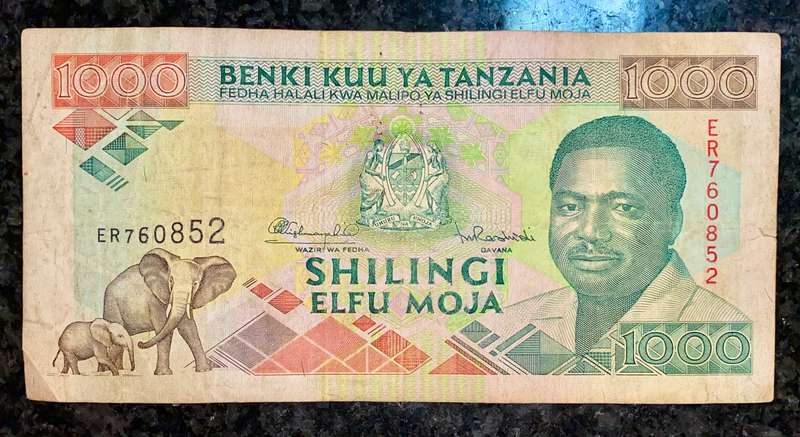 1000 BENKI KUU YA TANZANIA 1000
FEDHA HALALI KWA MALIPO YA SHILINGI ELFU MOJA
ER760852
ER760852
WAZIRI WA FEDHA GAVANA
SHILINGI
ELFU MOJA
1000